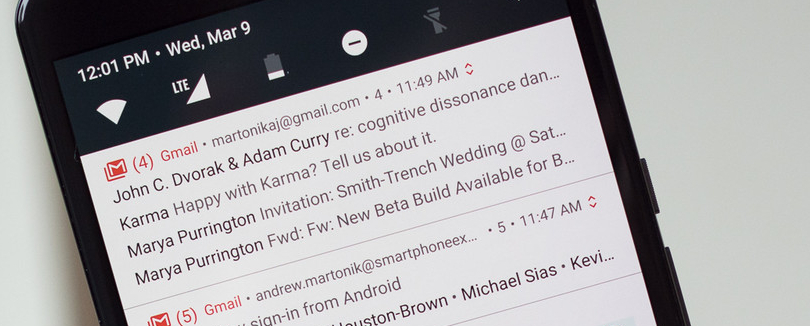 12:01 PM • Wed, Mar 9
LTE
(4) Gmail • martonikaj@gmail.com • 4 • 11:49 AM
John C. Dvorak & Adam Curry re: cognitive dissonance dan...
Karma Happy with Karma? Tell us about it.
Marya Purrington Invitation: Smith-Trench Wedding @ Sat...
Marya Purrington Fwd: Fw: New Beta Build Available for B...
(5) Gmail • andrew.martonik@smartphoneex... • 5 • 11:47 AM
sign-in from Android
Houston-Brown • Michael Sias • Kevi...